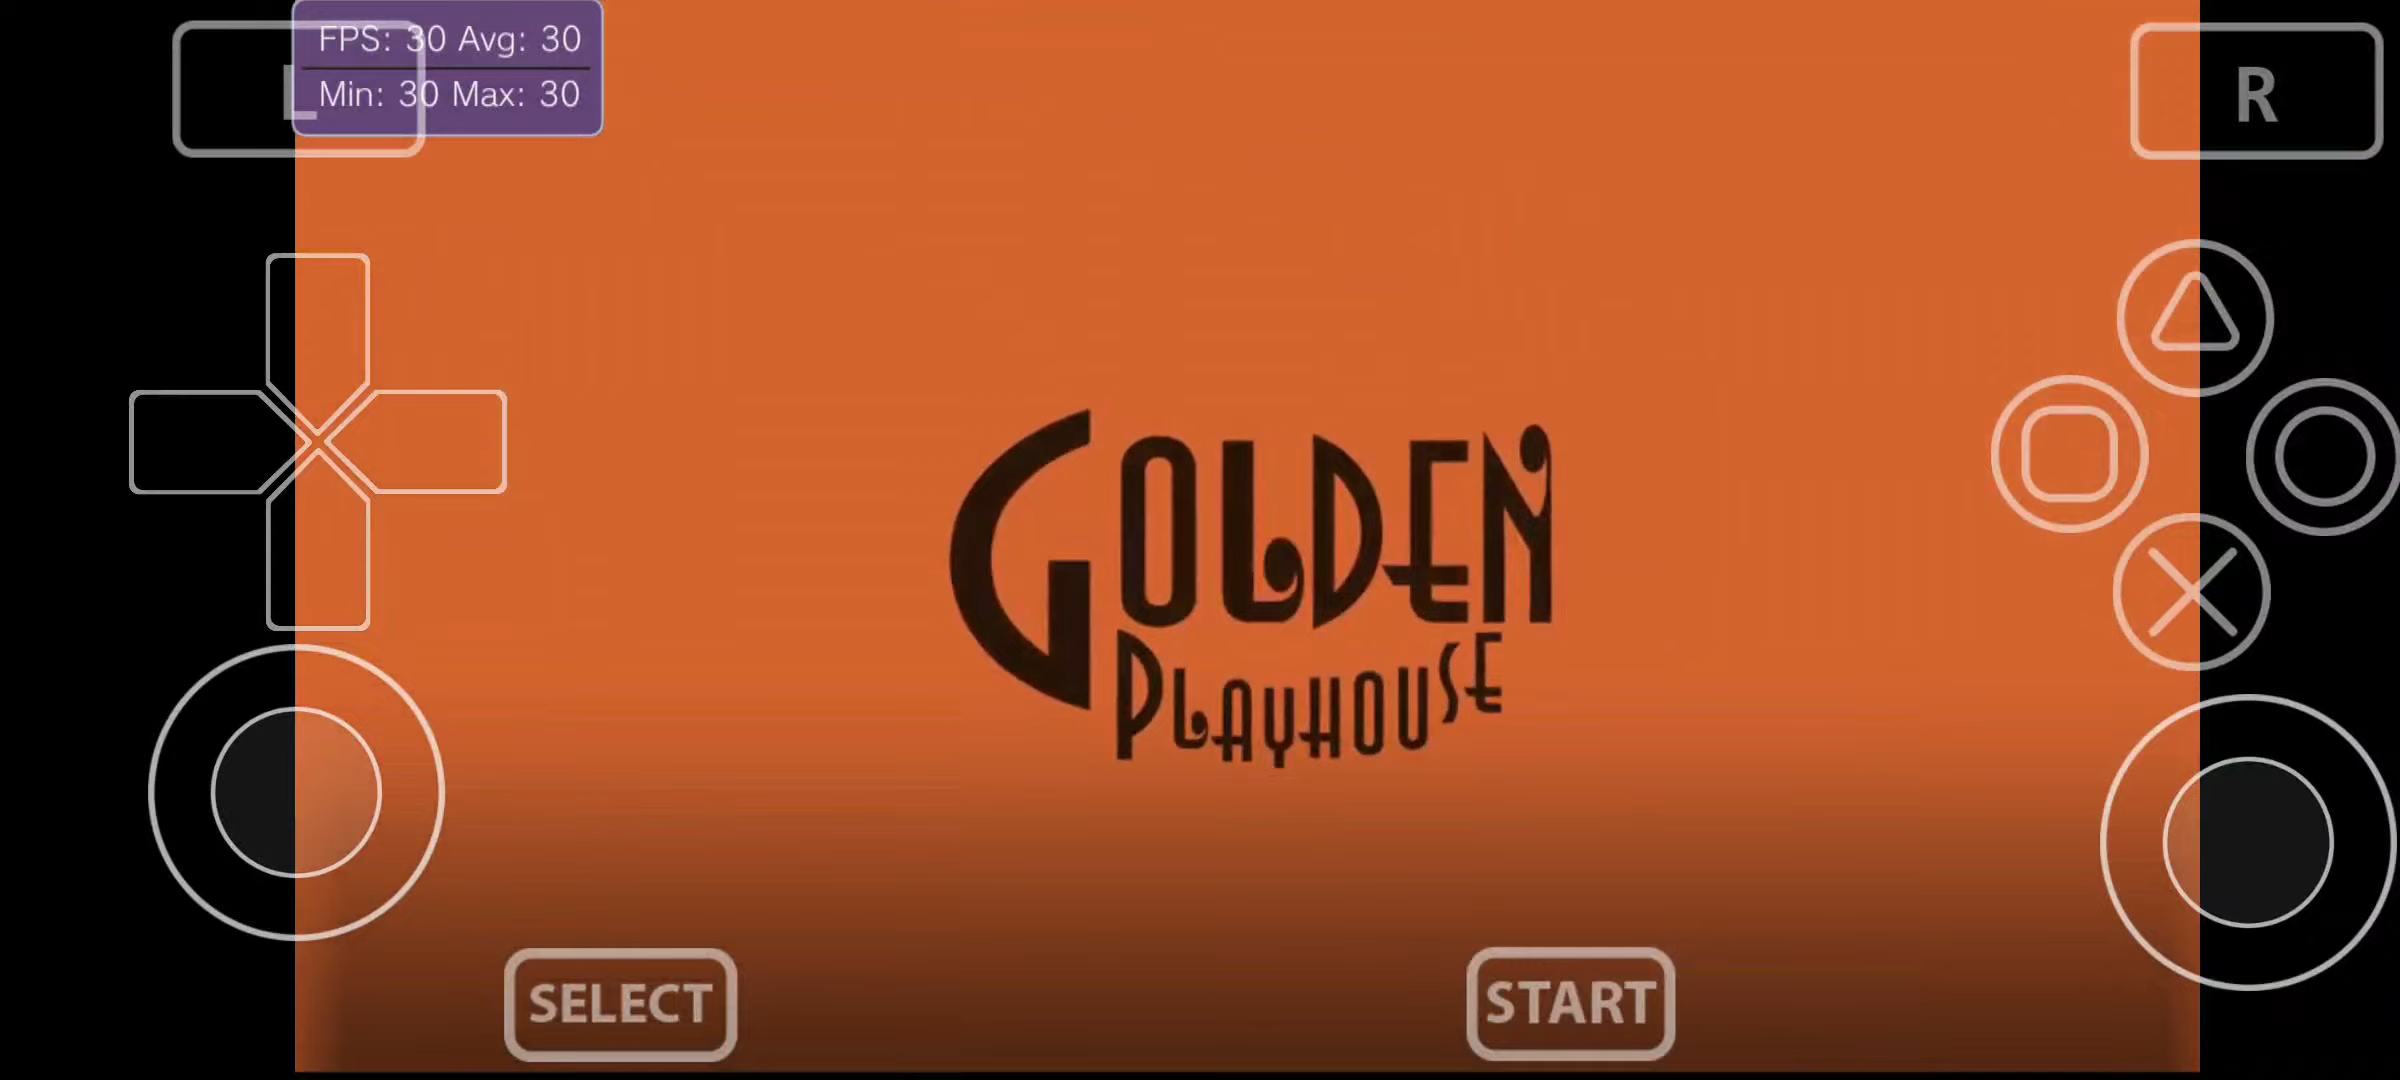 FPS: 30 Avg: 30
Min: 30 Max: 30
L
R
GOLDEN
PLAYHOUSE
SELECT
START